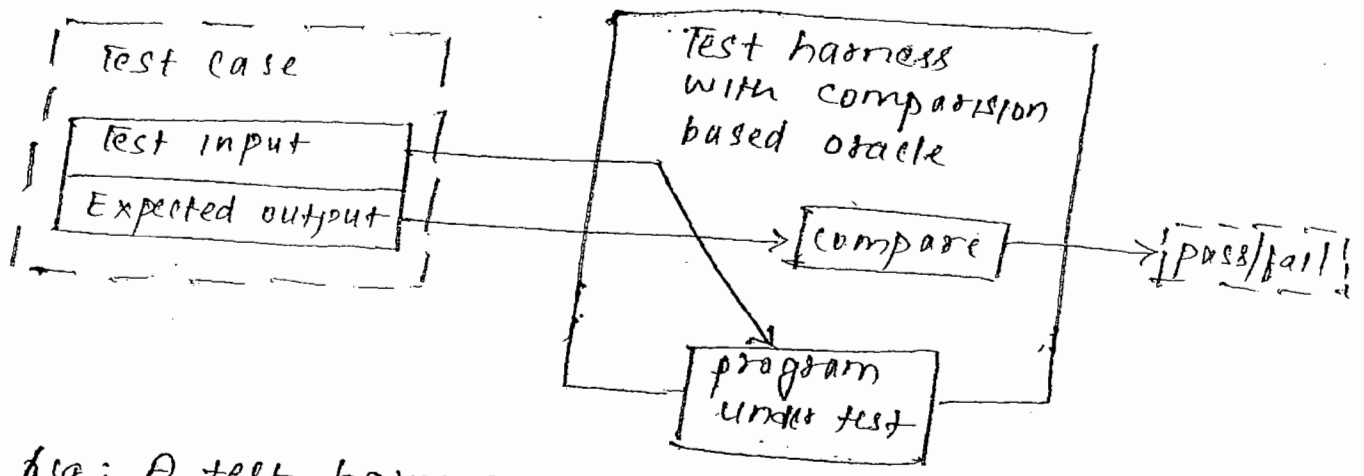 Test case
Test input
Expected output
Test harness
with comparision
based oracle
compare
pass/fail
program
under test
fig: A test